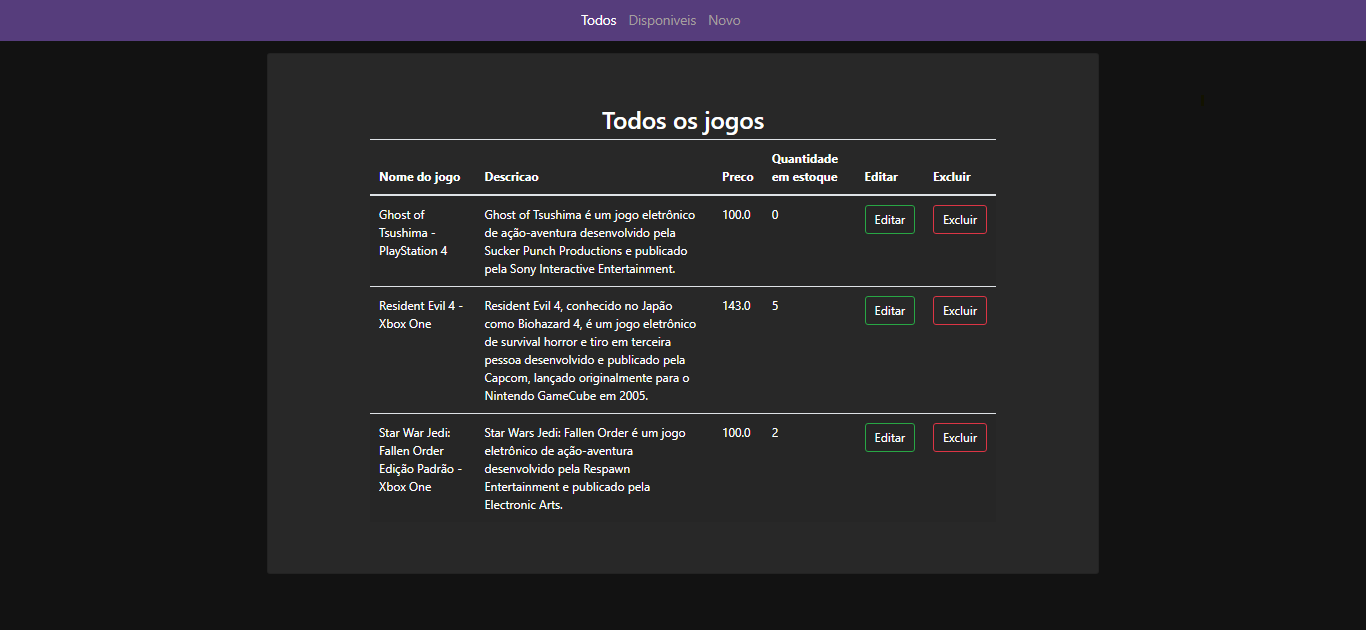 Todos Disponiveis Novo
Todos os jogos
Nome do jogo Descricao Preco Quantidade em estoque Editar Excluir
Ghost of Tsushima - PlayStation 4
Ghost of Tsushima é um jogo eletrônico
de ação-aventura desenvolvido pela
Sucker Punch Productions e publicado
pela Sony Interactive Entertainment.
100.0 0 Editar Excluir
Resident Evil 4 -
Xbox One
Resident Evil 4, conhecido no Japão
como Biohazard 4, é um jogo eletrônico
de survival horror e tiro em terceira
pessoa desenvolvido e publicado pela
Capcom, lançado originalmente para o
Nintendo GameCube em 2005.
143.0 5 Editar Excluir
Star War Jedi:
Fallen Order
Edição Padrão -
Xbox One
Star Wars Jedi: Fallen Order é um jogo
eletrônico de ação-aventura
desenvolvido pela Respawn
Entertainment e publicado pela
Electronic Arts.
100.0 2 Editar Excluir